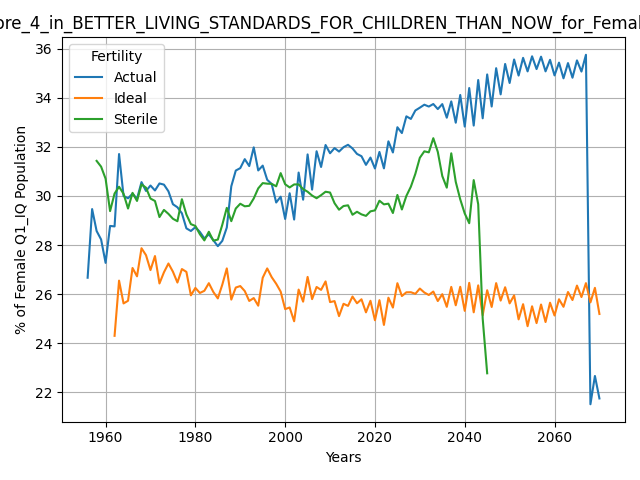 ore_4_in_BETTER_LIVING_STANDARDS_FOR_CHILDREN_THAN_NOW_for_Femal
Fertility
Actual
Ideal
Sterile
% of Female Q1_IQ Population
36
34
32
30
28
26
24
22
1960
1980
2000
2020
2040
2060
Years